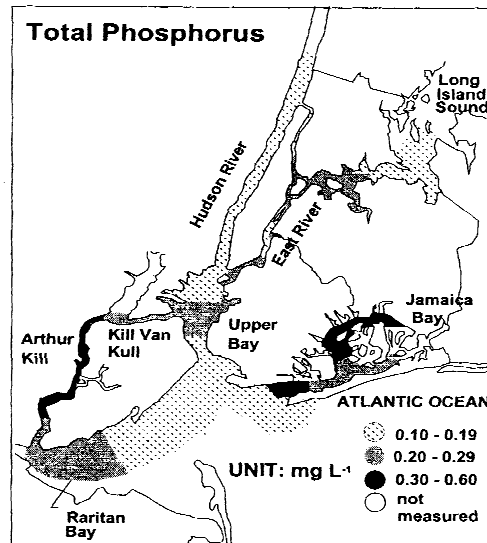 Total Phosphorus
Long
Island
Sound
Hudson River
East River
Jamaica
Bay
Upper
Bay
Arthur
Kill
Kill Van
Kull
ATLANTIC OCEAN
0.10 - 0.19
0.20 - 0.29
0.30 - 0.60
not
measured
UNIT: mg L-1
Raritan
Bay